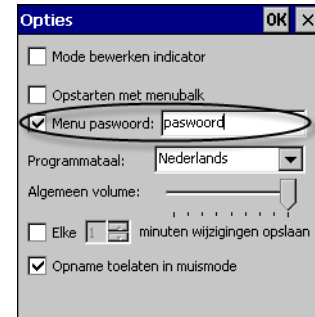 Opties OK ×
Mode bewerken indicator
Opstarten met menubalk
Menu paswoord: paswoord
Programmataal: Nederlands
Algemeen volume:
Elke 1 minuten wijzigingen opslaan
Opname toelaten in muismode